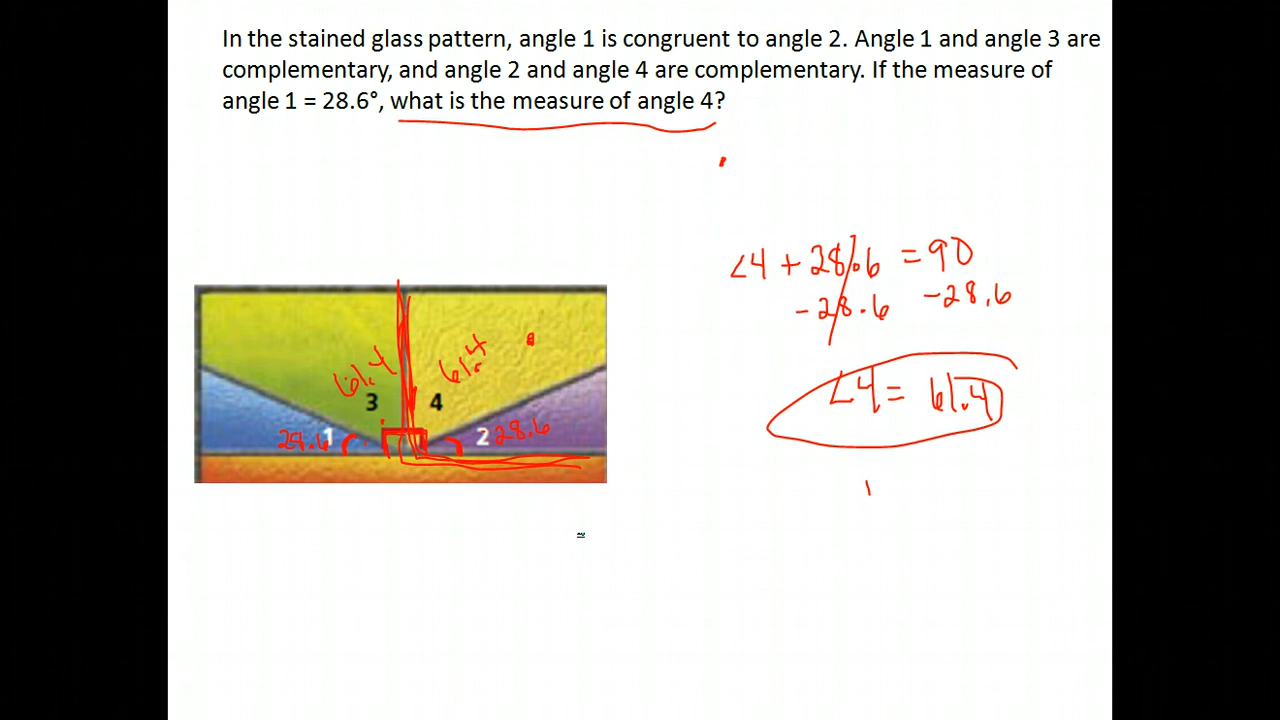 In the stained glass pattern, angle 1 is congruent to angle 2. Angle 1 and angle 3 are
complementary, and angle 2 and angle 4 are complementary. If the measure of
angle 1 = 28.6°, what is the measure of angle 4?
∠4 + 28.6 = 90
-28.6 -28.6
∠4 = 61.4
61.4 61.4
3 4
28.6 1 2 28.6